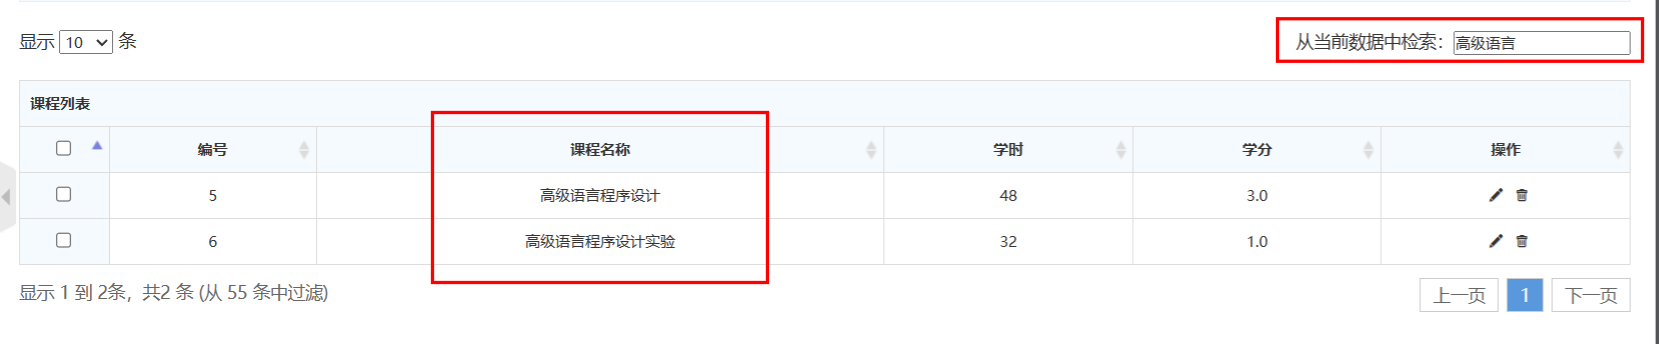 显示 10 条
从当前数据中检索：高级语言
课程列表
编号 课程名称 学时 学分 操作
5 高级语言程序设计 48 3.0
6 高级语言程序设计实验 32 1.0
显示 1 到 2条，共2 条 (从 55 条中过滤)
上一页 1 下一页